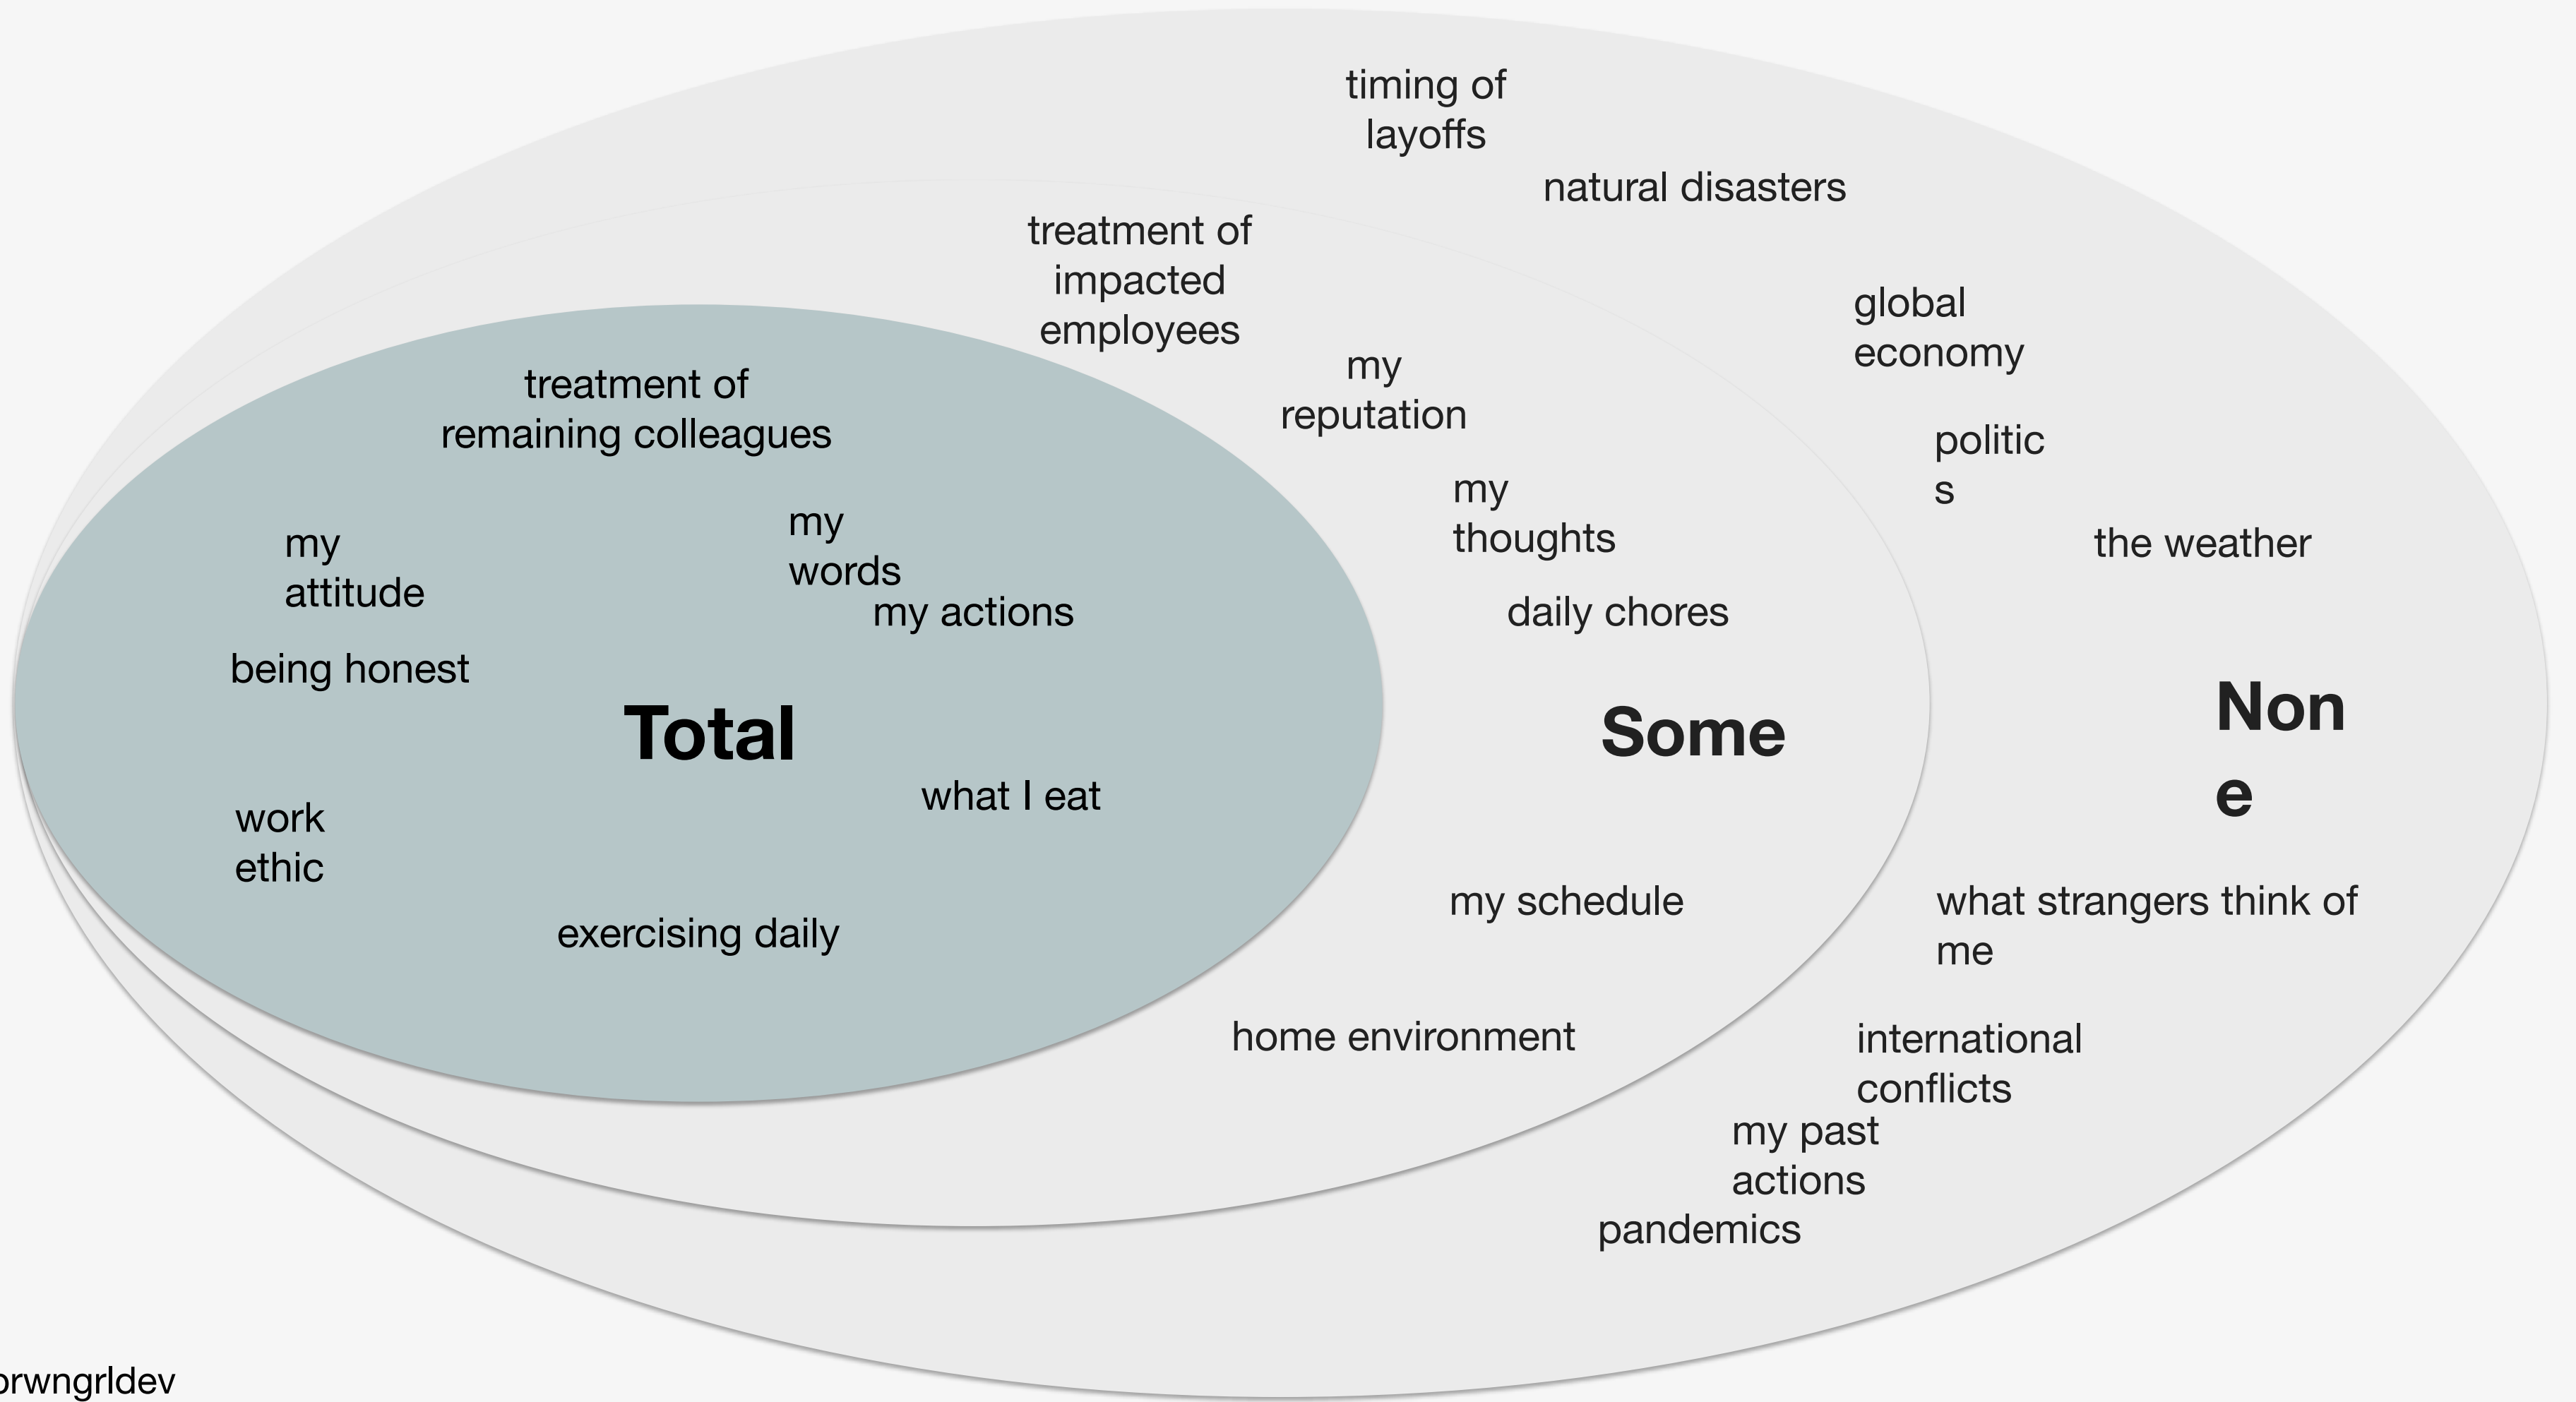 timing of
layoffs
natural disasters
treatment of
impacted
employees
global
economy
my
reputation
treatment of
remaining colleagues
politic
s
my
thoughts
my
words
the weather
my
attitude
my actions
daily chores
being honest
Total
Some
Non
e
what I eat
work
ethic
my schedule
what strangers think of
me
exercising daily
home environment
international
conflicts
my past
actions
pandemics
rwngrldev